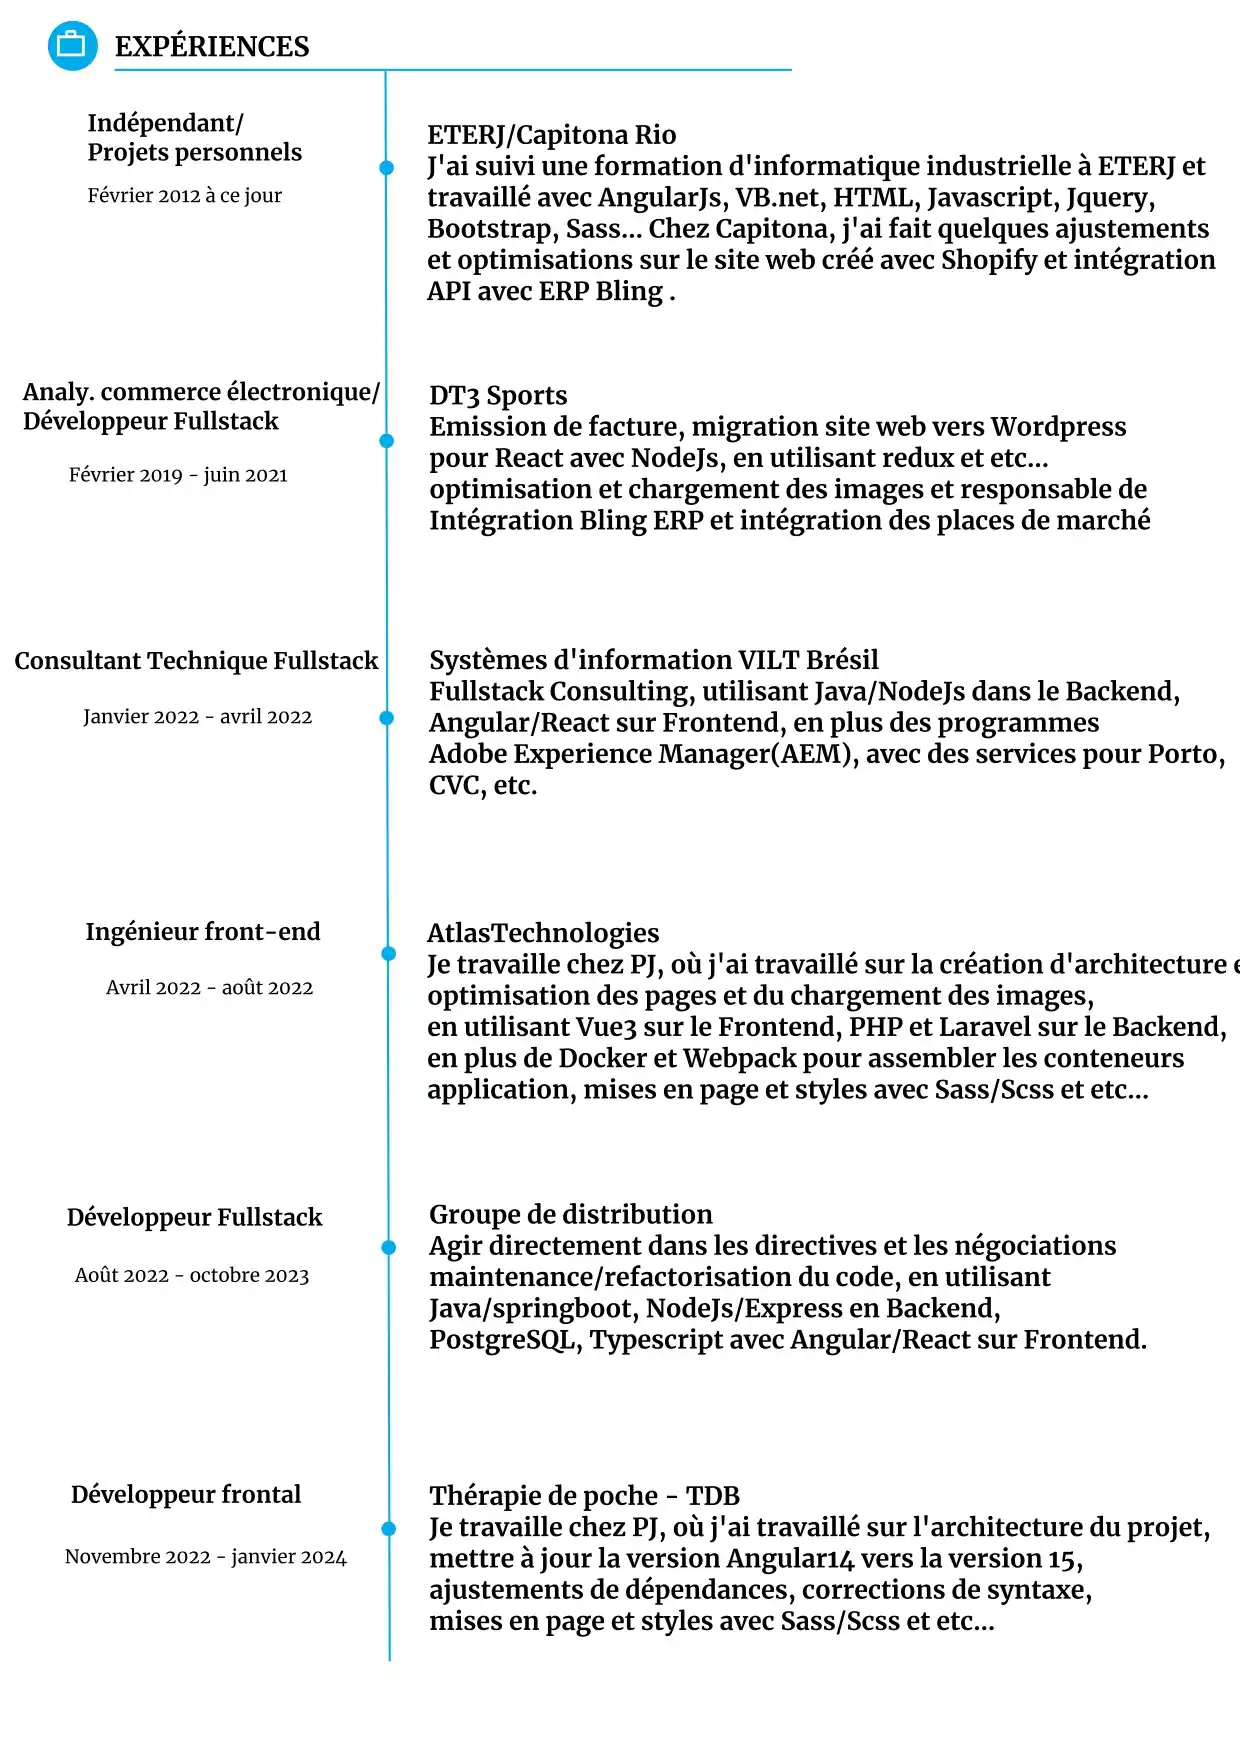 EXPÉRIENCES
Indépendant/
Projets personnels
Février 2012 à ce jour
ETERJ/Capitona Rio
J'ai suivi une formation d'informatique industrielle à ETERJ et
travaillé avec AngularJs, VB.net, HTML, Javascript, Jquery,
Bootstrap, Sass... Chez Capitona, j'ai fait quelques ajustements
et optimisations sur le site web créé avec Shopify et intégration
API avec ERP Bling .
Analy. commerce électronique/
Développeur Fullstack
Février 2019 - juin 2021
DT3 Sports
Emission de facture, migration site web vers Wordpress
pour React avec NodeJs, en utilisant redux et etc...
optimisation et chargement des images et responsable de
Intégration Bling ERP et intégration des places de marché
Consultant Technique Fullstack
Janvier 2022 - avril 2022
Systèmes d'information VILT Brésil
Fullstack Consulting, utilisant Java/NodeJs dans le Backend,
Angular/React sur Frontend, en plus des programmes
Adobe Experience Manager(AEM), avec des services pour Porto,
CVC, etc.
Ingénieur front-end
Avril 2022 - août 2022
AtlasTechnologies
Je travaille chez PJ, où j'ai travaillé sur la création d'architecture
optimisation des pages et du chargement des images,
en utilisant Vue3 sur le Frontend, PHP et Laravel sur le Backend,
en plus de Docker et Webpack pour assembler les conteneurs
application, mises en page et styles avec Sass/Scss et etc...
Développeur Fullstack
Août 2022 - octobre 2023
Groupe de distribution
Agir directement dans les directives et les négociations
maintenance/refactorisation du code, en utilisant
Java/springboot, NodeJs/Express en Backend,
PostgreSQL, Typescript avec Angular/React sur Frontend.
Développeur frontal
Novembre 2022 - janvier 2024
Thérapie de poche - TDB
Je travaille chez PJ, où j'ai travaillé sur l'architecture du projet,
mettre à jour la version Angular14 vers la version 15,
ajustements de dépendances, corrections de syntaxe,
mises en page et styles avec Sass/Scss et etc...